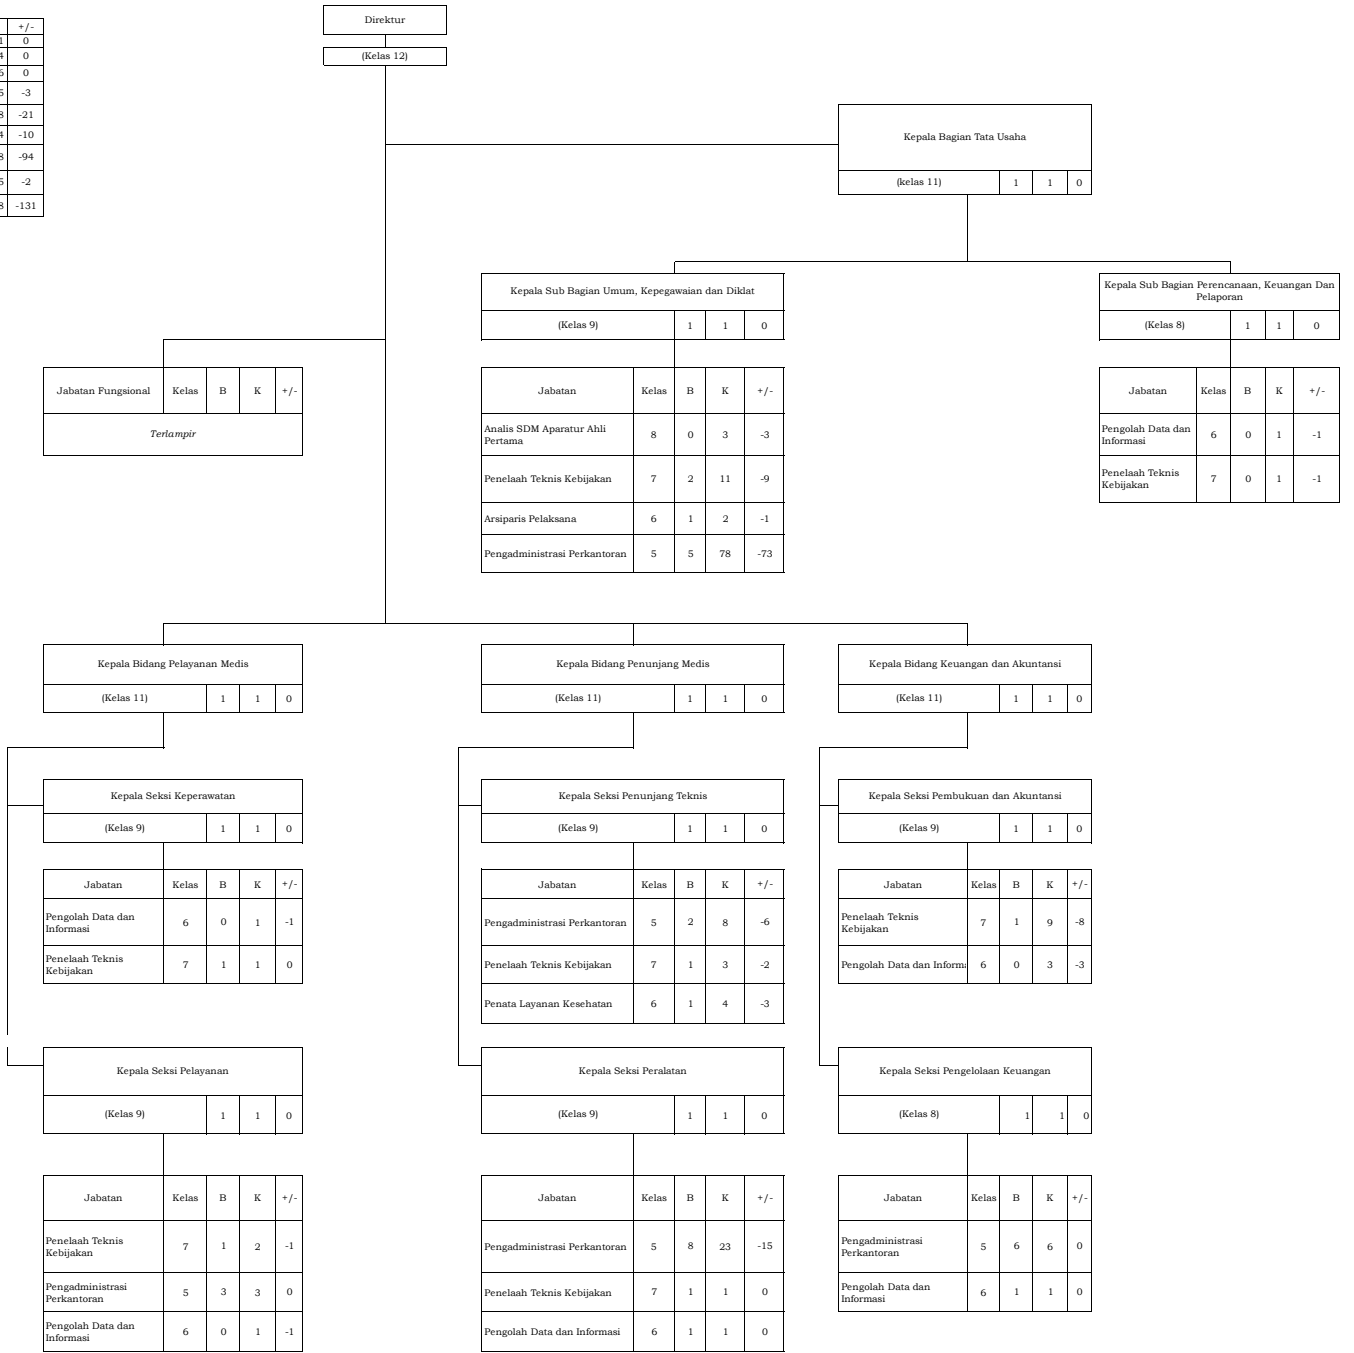 +/-
1 0
4 0
6 0
5 -3
8 -21
4 -10
8 -94
5 -2
8 -131
Direktur
(Kelas 12)
Kepala Bagian Tata Usaha
(kelas 11) 1 1 0
Kepala Sub Bagian Umum, Kepegawaian dan Diklat
(Kelas 9) 1 1 0
Kepala Sub Bagian Perencanaan, Keuangan Dan
Pelaporan
(Kelas 8) 1 1 0
Jabatan Fungsional Kelas B K +/-
Terlampir
Jabatan Kelas B K +/-
Analis SDM Aparatur Ahli
Pertama 8 0 3 -3
Penelaah Teknis Kebijakan 7 2 11 -9
Arsiparis Pelaksana 6 1 2 -1
Pengadministrasi Perkantoran 5 5 78 -73
Jabatan Kelas B K +/-
Pengolah Data dan
Informasi 6 0 1 -1
Penelaah Teknis
Kebijakan 7 0 1 -1
Kepala Bidang Pelayanan Medis
(Kelas 11) 1 1 0
Kepala Bidang Penunjang Medis
(Kelas 11) 1 1 0
Kepala Bidang Keuangan dan Akuntansi
(Kelas 11) 1 1 0
Kepala Seksi Keperawatan
(Kelas 9) 1 1 0
Jabatan Kelas B K +/-
Pengolah Data dan
Informasi 6 0 1 -1
Penelaah Teknis
Kebijakan 7 1 1 0
Kepala Seksi Penunjang Teknis
(Kelas 9) 1 1 0
Jabatan Kelas B K +/-
Pengadministrasi Perkantoran 5 2 8 -6
Penelaah Teknis Kebijakan 7 1 3 -2
Penata Layanan Kesehatan 6 1 4 -3
Kepala Seksi Pembukuan dan Akuntansi
(Kelas 9) 1 1 0
Jabatan Kelas B K +/-
Penelaah Teknis
Kebijakan 7 1 9 -8
Pengolah Data dan Informa 6 0 3 -3
Kepala Seksi Pelayanan
(Kelas 9) 1 1 0
Jabatan Kelas B K +/-
Penelaah Teknis
Kebijakan 7 1 2 -1
Pengadministrasi
Perkantoran 5 3 3 0
Pengolah Data dan
Informasi 6 0 1 -1
Kepala Seksi Peralatan
(Kelas 9) 1 1 0
Jabatan Kelas B K +/-
Pengadministrasi Perkantoran 5 8 23 -15
Penelaah Teknis Kebijakan 7 1 1 0
Pengolah Data dan Informasi 6 1 1 0
Kepala Seksi Pengelolaan Keuangan
(Kelas 8) 1 1 0
Jabatan Kelas B K +/-
Pengadministrasi
Perkantoran 5 6 6 0
Pengolah Data dan
Informasi 6 1 1 0